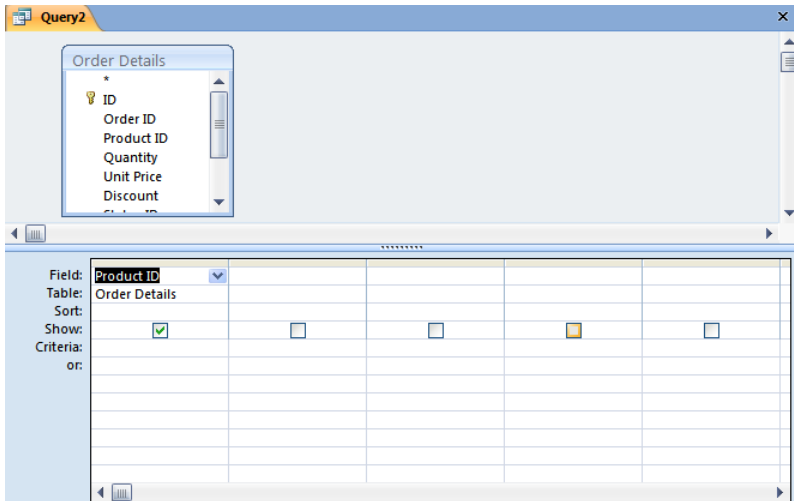 Query2
Order Details
*
ID
Order ID
Product ID
Quantity
Unit Price
Discount
Field: Product ID
Table: Order Details
Sort:
Show:
Criteria:
or: